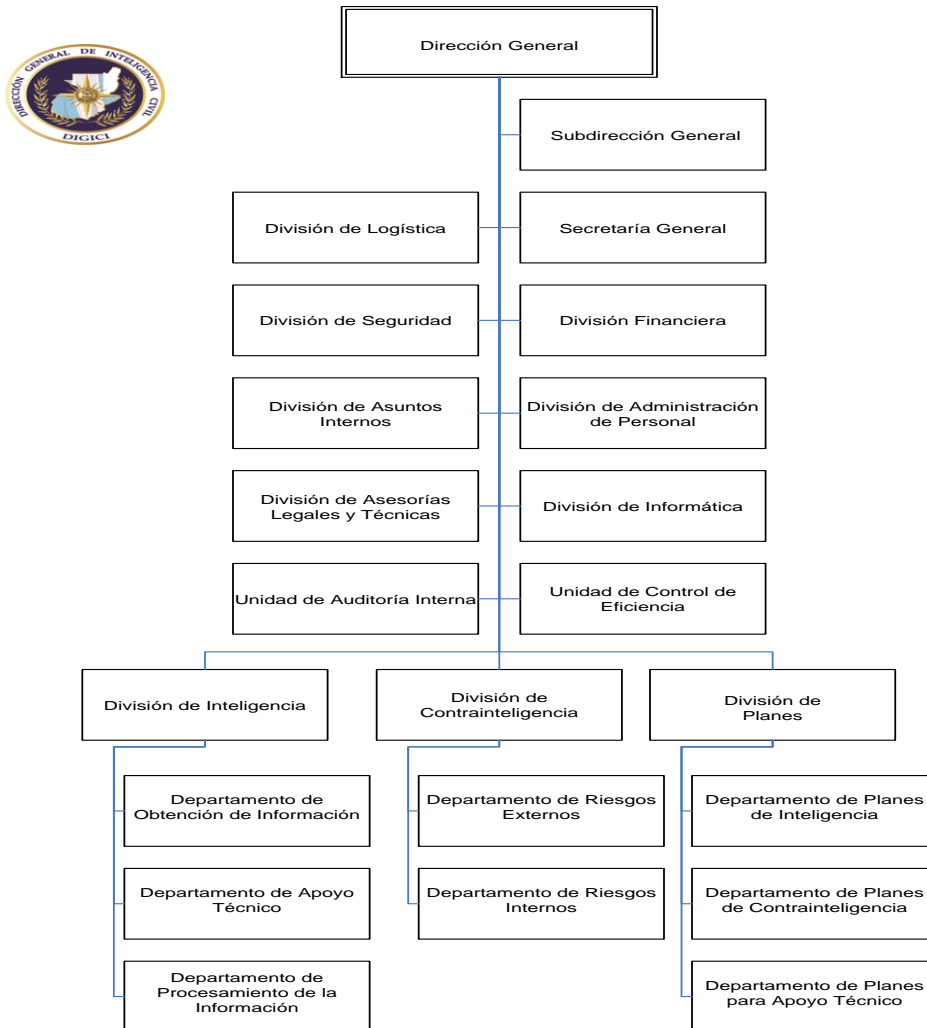 Dirección General
DIRECCIÓN GENERAL DE INTELIGENCIA CIVIL
DIGICI
Subdirección General
División de Logística
Secretaría General
División de Seguridad
División Financiera
División de Asuntos
Internos
División de Administración
de Personal
División de Asesorías
Legales y Técnicas
División de Informática
Unidad de Auditoría Interna
Unidad de Control de
Eficiencia
División de Inteligencia
División de
Contrainteligencia
División de
Planes
Departamento de
Obtención de Información
Departamento de Riesgos
Externos
Departamento de Planes
de Inteligencia
Departamento de Apoyo
Técnico
Departamento de Riesgos
Internos
Departamento de Planes
de Contrainteligencia
Departamento de
Procesamiento de la
Información
Departamento de Planes
para Apoyo Técnico